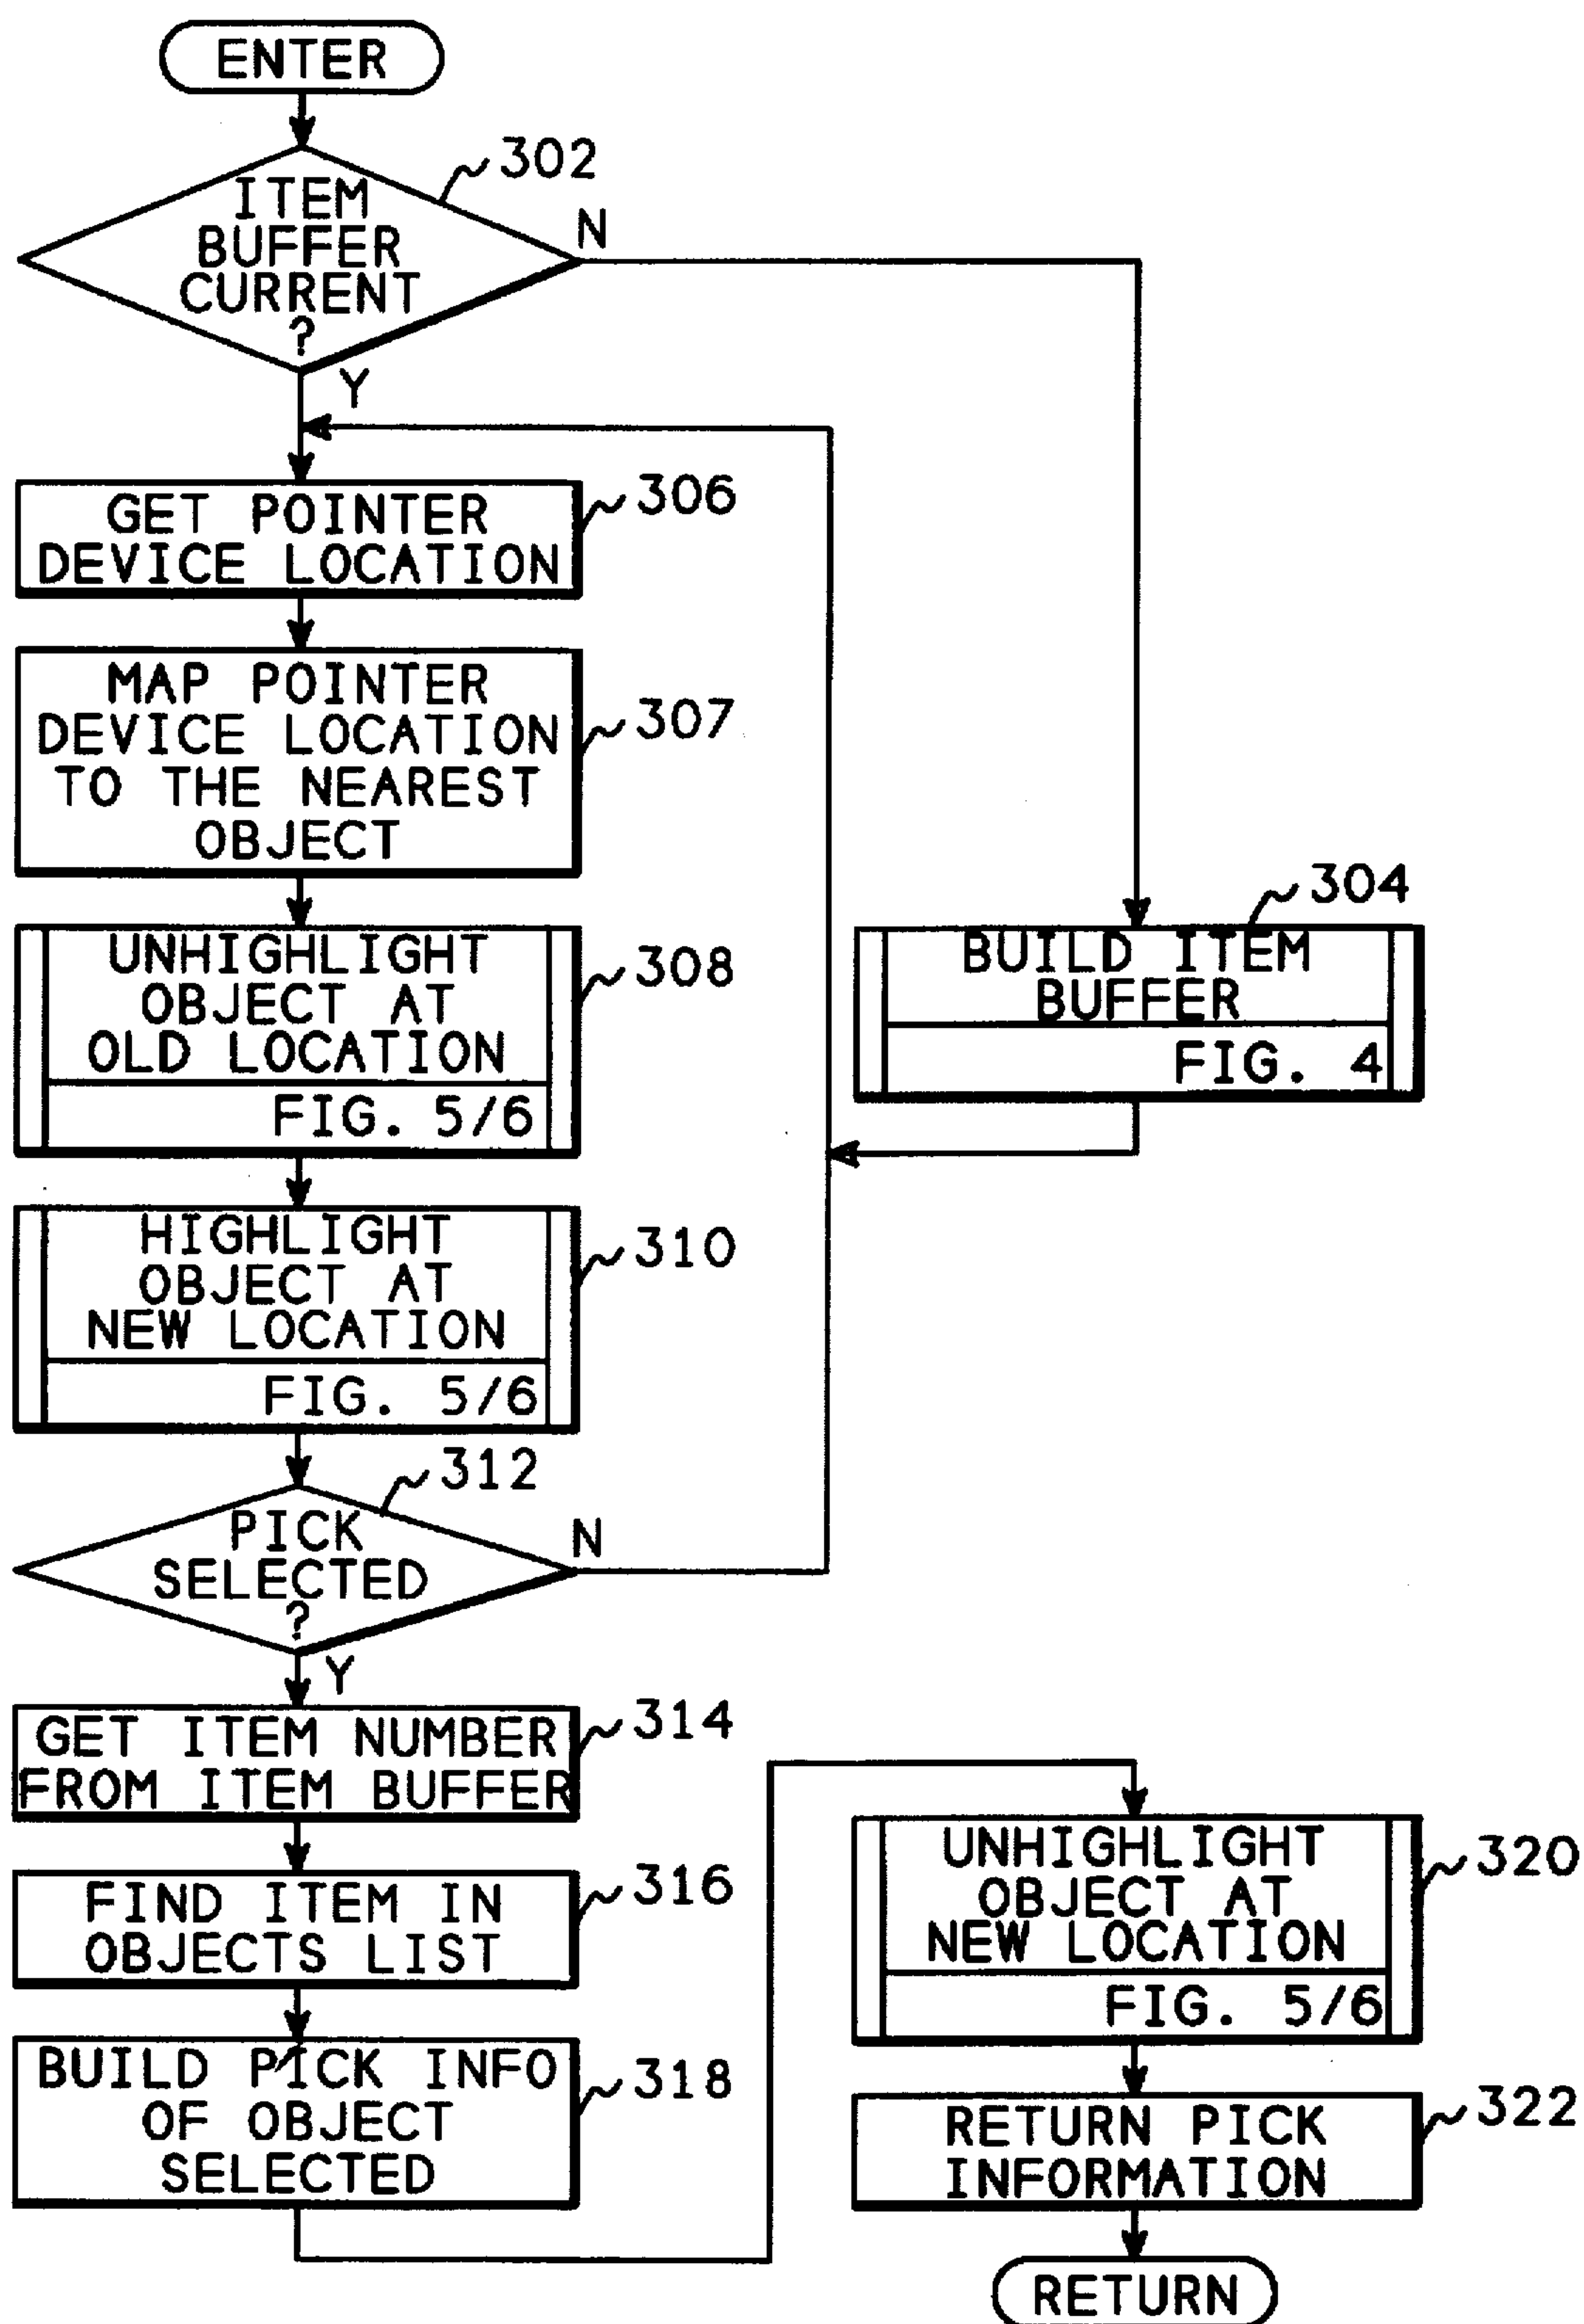 ENTER
302
ITEM
BUFFER
CURRENT
?
N
Y
GET POINTER
DEVICE LOCATION
306
MAP POINTER
DEVICE LOCATION
TO THE NEAREST
OBJECT
307
UNHIGHLIGHT
OBJECT AT
OLD LOCATION
FIG. 5/6
308
304
BUILD ITEM
BUFFER
FIG. 4
HIGHLIGHT
OBJECT AT
NEW LOCATION
FIG. 5/6
310
312
PICK
SELECTED
?
N
Y
GET ITEM NUMBER
FROM ITEM BUFFER
314
FIND ITEM IN
OBJECTS LIST
316
BUILD PICK INFO
OF OBJECT
SELECTED
318
UNHIGHLIGHT
OBJECT AT
NEW LOCATION
FIG. 5/6
320
RETURN PICK
INFORMATION
322
RETURN